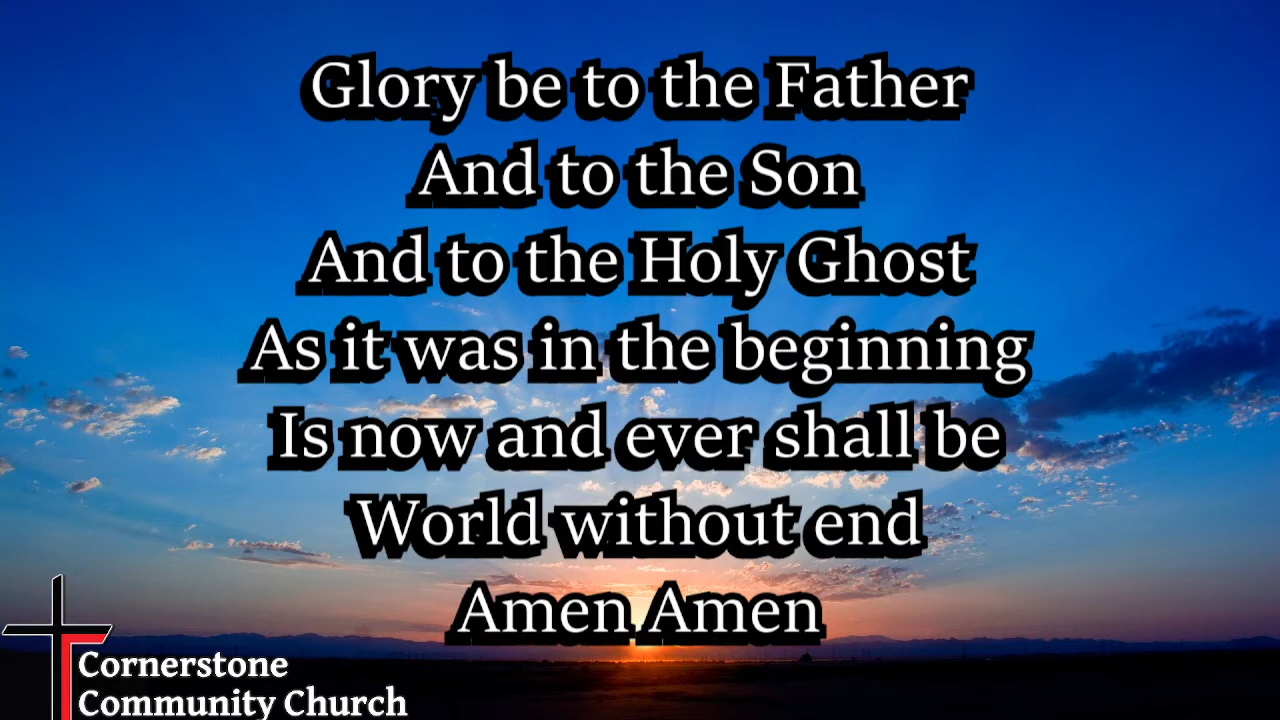 Glory be to the Father
And to the Son
And to the Holy Ghost
As it was in the beginning
Is now and ever shall be
World without end
Amen Amen
Cornerstone
Community Church